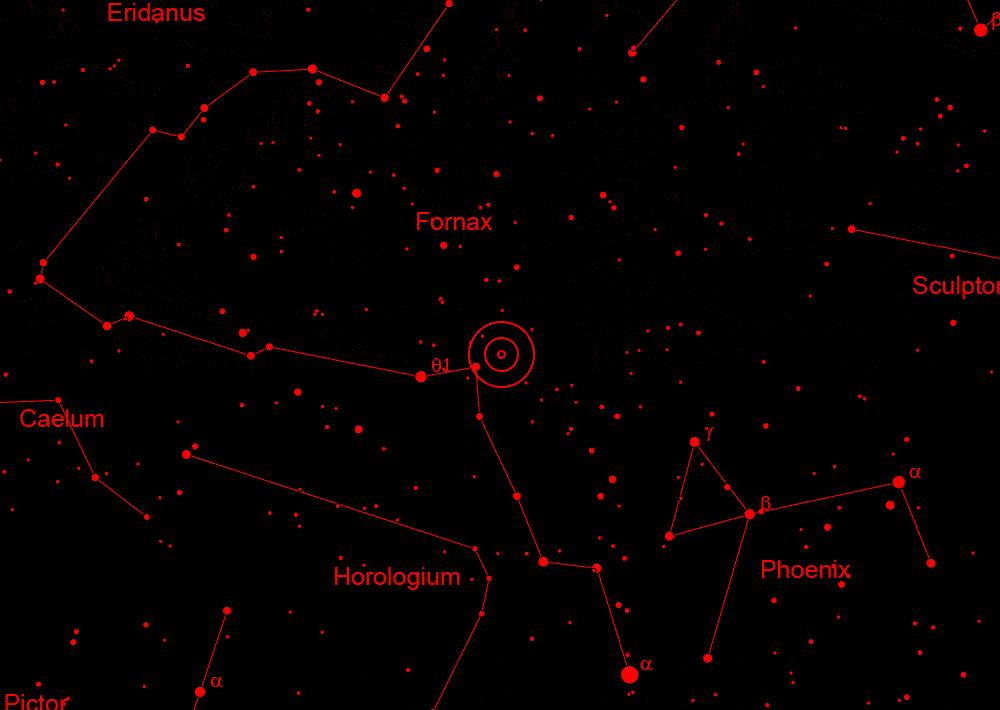 Eridanus
β
Fornax
Sculptor
θ1
Caelum
γ
α
β
Horologium
Phoenix
α
α
Pictor